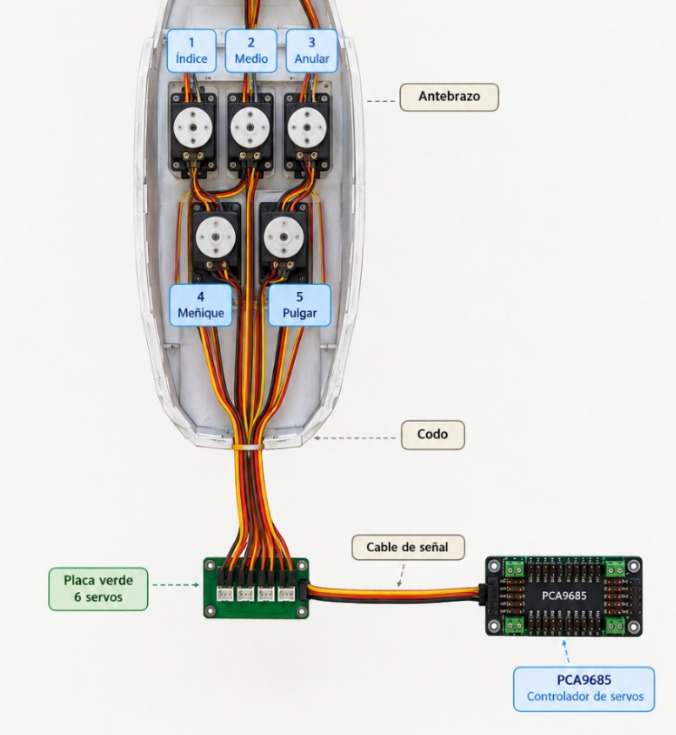 1
Índice
2
Medio
3
Anular
Antebrazo
4
Meñique
5
Pulgar
Codo
Cable de señal
Placa verde
6 servos
PCA9685
PCA9685
Controlador de servos